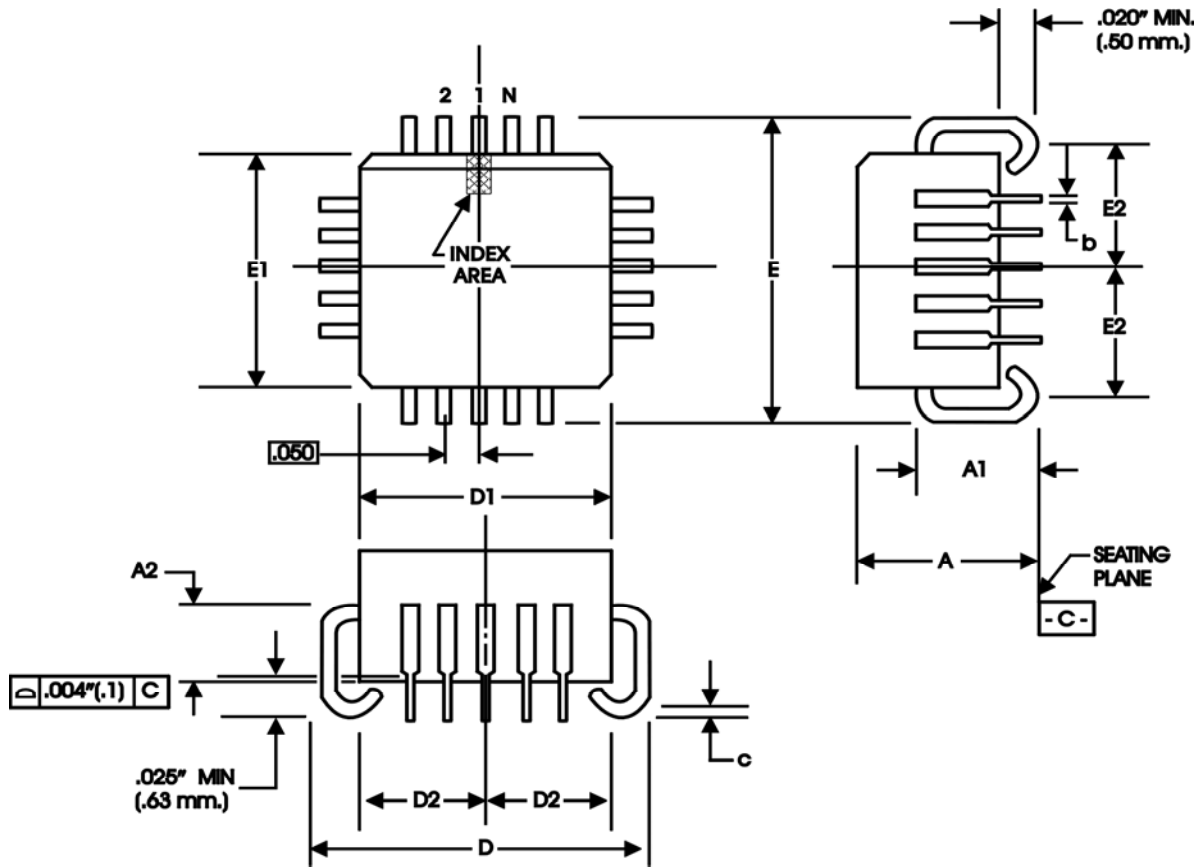 .020" MIN.
(.50 mm.)
2 1 N
E1
INDEX
AREA
E
E2
b
E2
.050
D1
A1
A
SEATING
PLANE
-C-
A2
.004"(.1) C
.025" MIN
(.63 mm.)
c
D2 D2
D